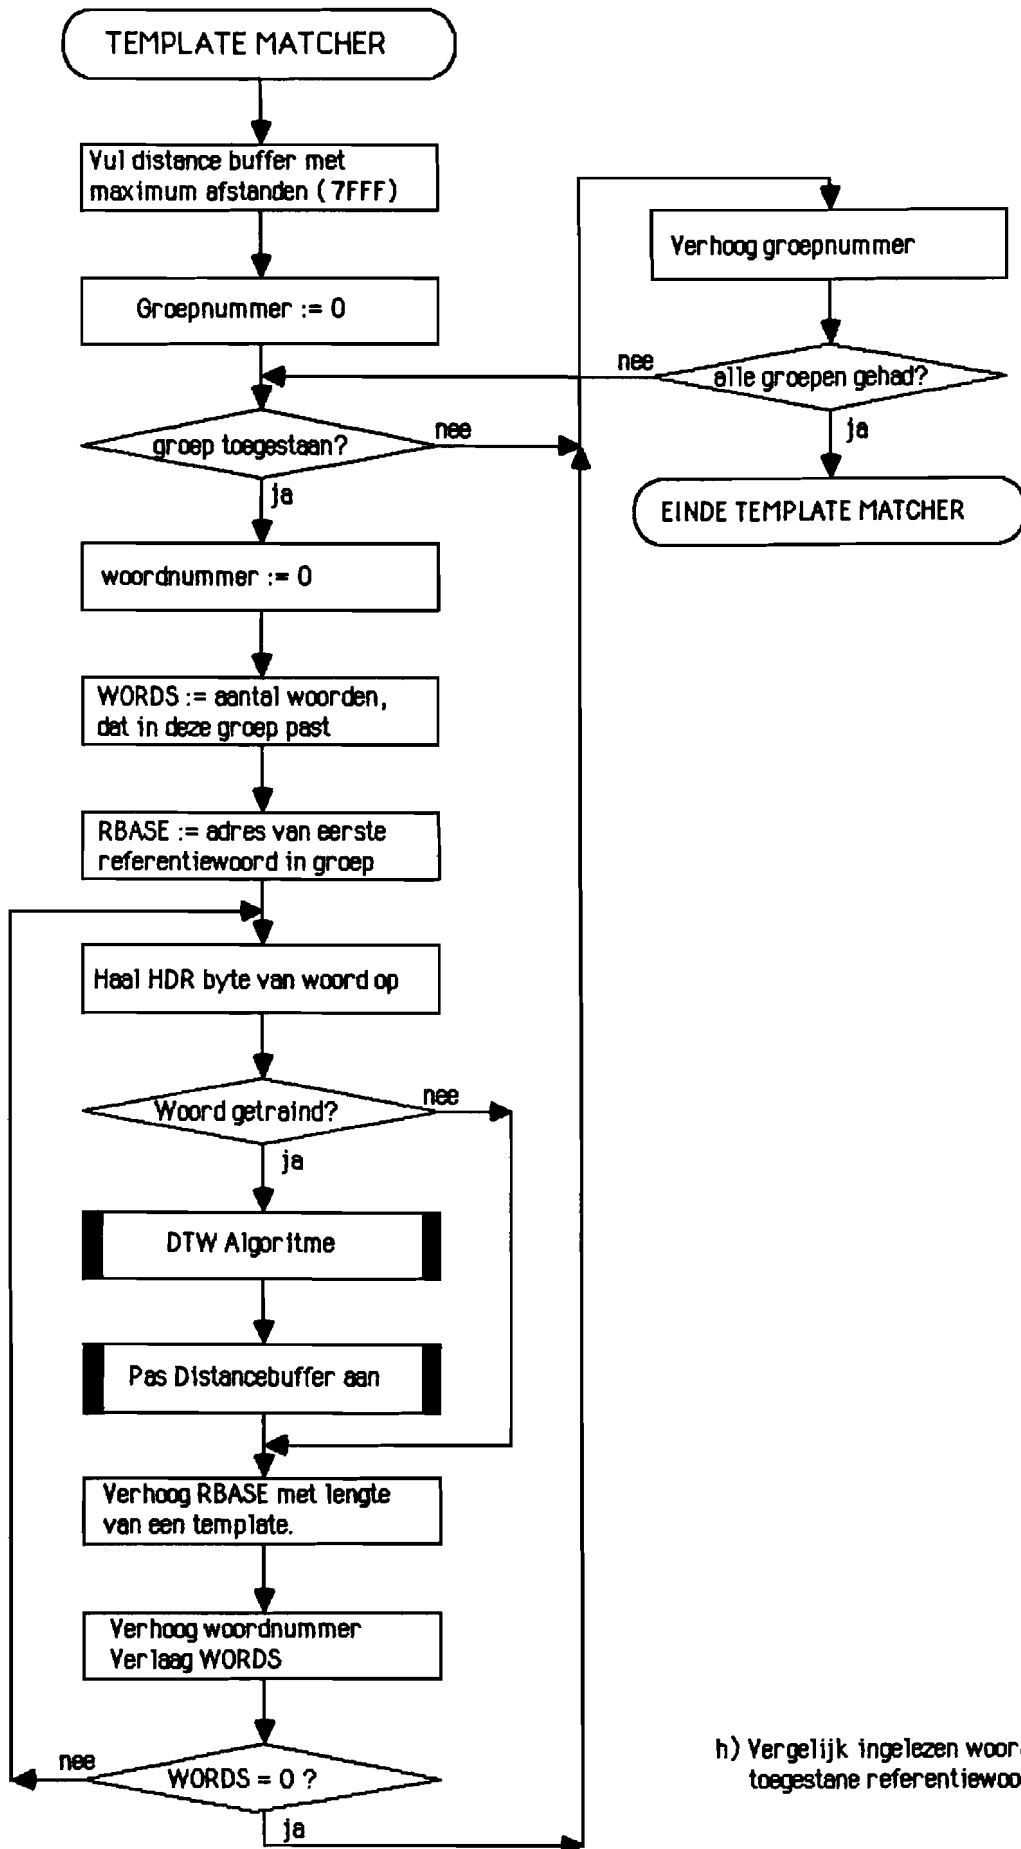 TEMPLATE MATCHER
Vul distance buffer met
maximum afstanden ( 7FFF)
Groepnummer := 0
groep toegestaan?
nee
ja
woordnummer := 0
WORDS := aantal woorden,
dat in deze groep past
RBASE := adres van eerste
referentiewoord in groep
Haal HDR byte van woord op
Woord getraind?
nee
ja
DTW Algoritme
Pas Distancebuffer aan
Verhoog RBASE met lengte
van een template.
Verhoog woordnummer
Verlaag WORDS
WORDS = 0 ?
nee
ja
Verhoog groepnummer
alle groepen gehad?
nee
ja
EINDE TEMPLATE MATCHER
h) Vergelijk ingelezen
toegestane